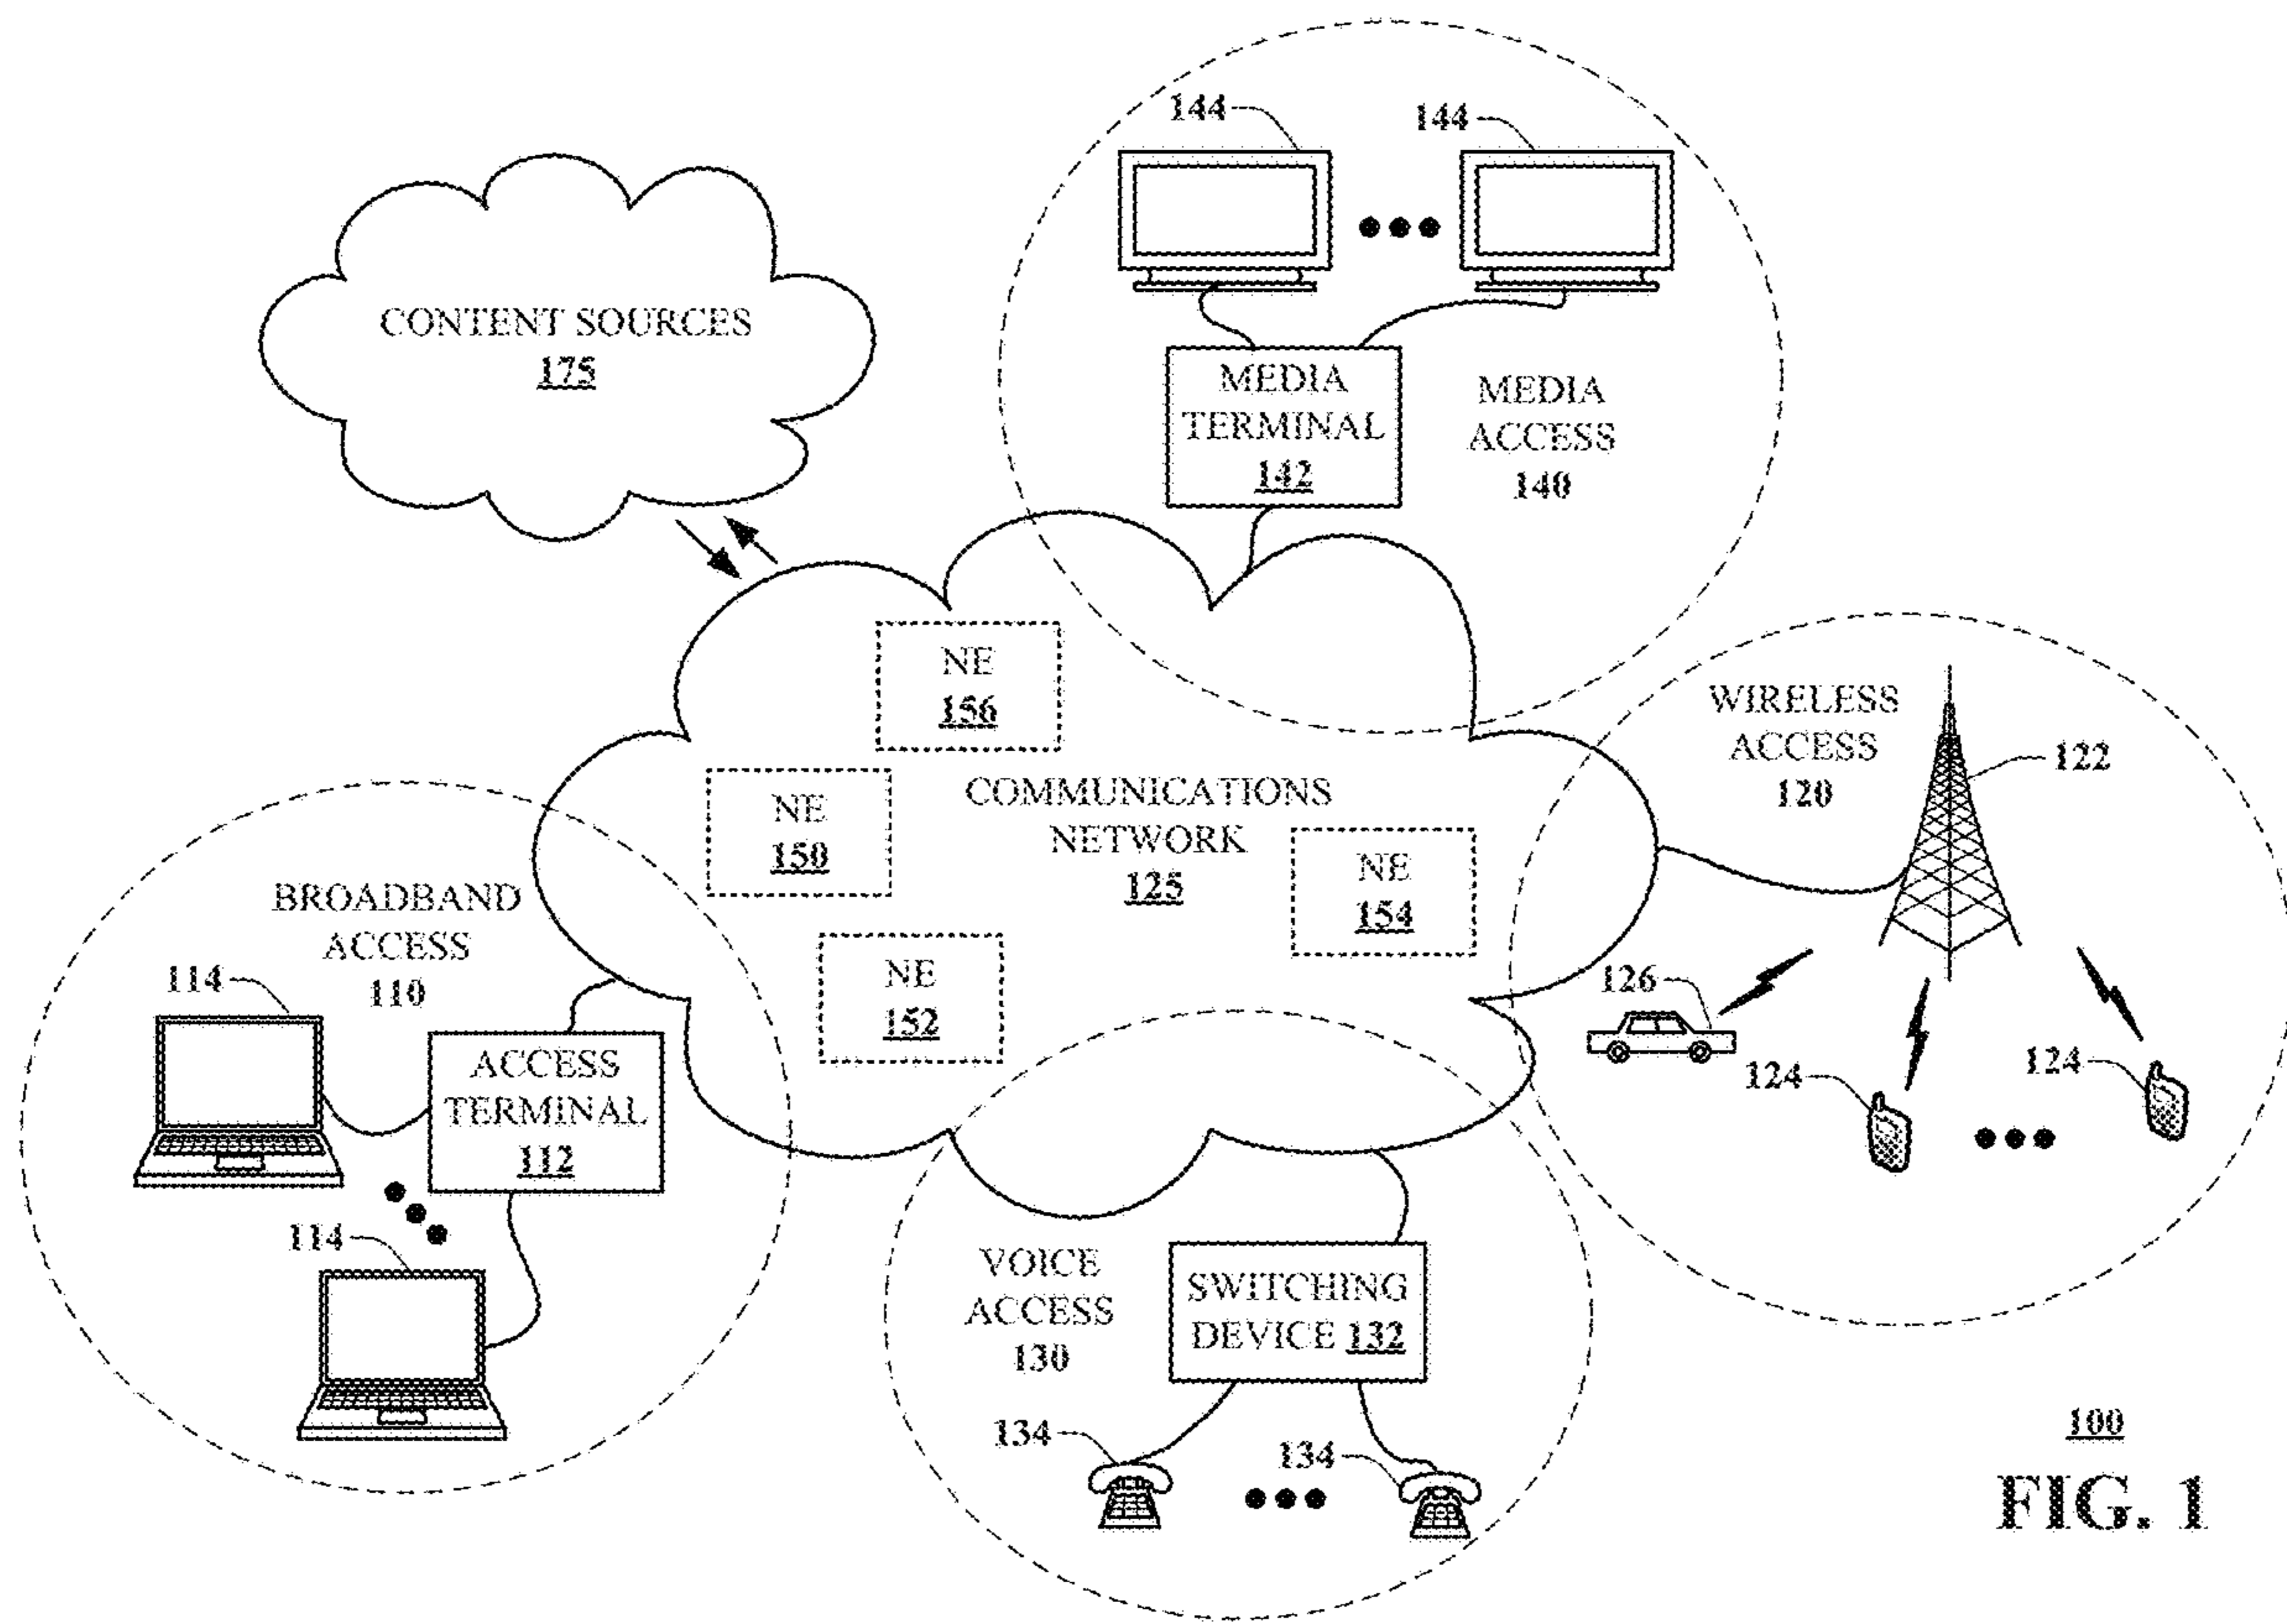 144
144
CONTENT SOURCES
175
MEDIA
TERMINAL
142
MEDIA
ACCESS
140
NE
156
WIRELESS
ACCESS
120
122
NE
150
COMMUNICATIONS
NETWORK
125
NE
154
BROADBAND
ACCESS
110
114
NE
152
126
ACCESS
TERMINAL
112
124
124
114
VOICE
ACCESS
130
SWITCHING
DEVICE 132
134
134
100
FIG. 1